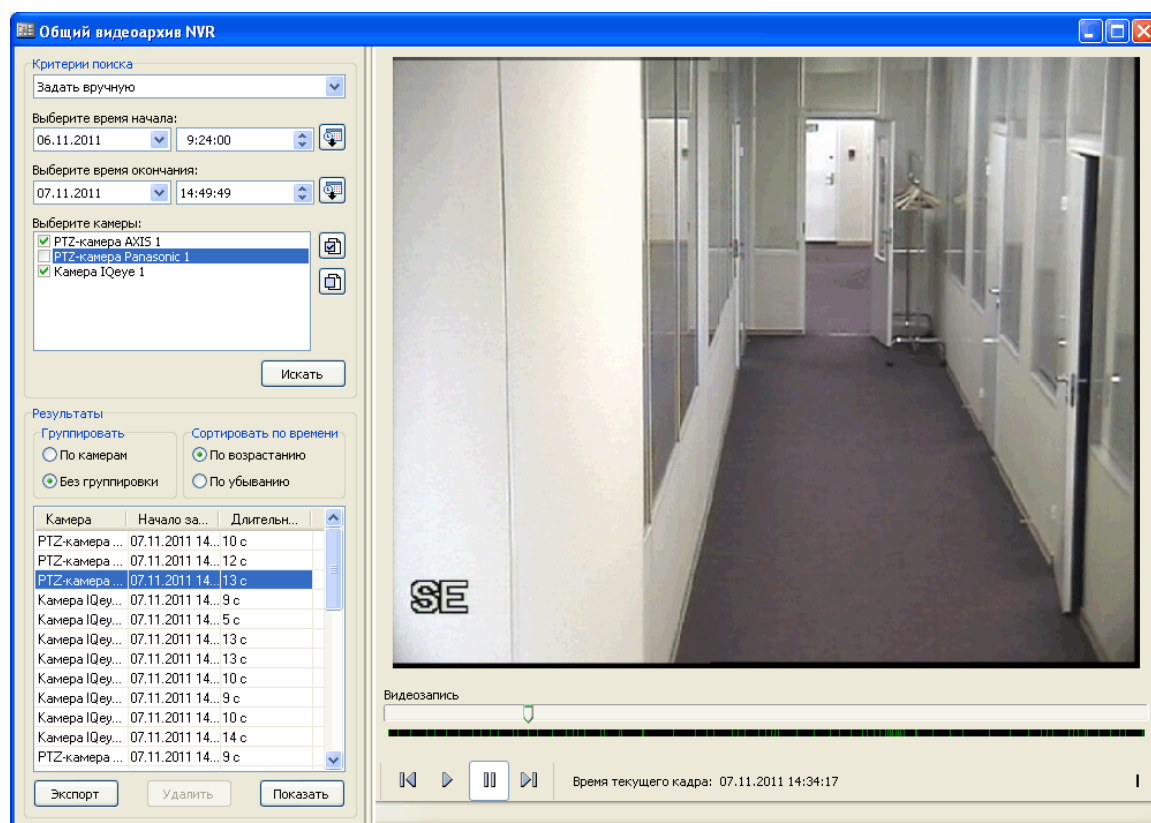 Общий видеоархив NVR
Критерии поиска
Задать вручную
Выберите время начала:
06.11.2011 9:24:00
Выберите время окончания:
07.11.2011 14:49:49
Выберите камеры:
PTZ-камера AXIS 1
PTZ-камера Panasonic 1
Камера IQeye 1
Искать
Результаты
Группировать
По камерам
Без группировки
Сортировать по времени
По возрастанию
По убыванию
Камера Начало за... Длительн...
PTZ-камера ... 07.11.2011 14... 10 с
PTZ-камера ... 07.11.2011 14... 12 с
PTZ-камера ... 07.11.2011 14... 13 с
Камера IQey... 07.11.2011 14... 9 с
Камера IQey... 07.11.2011 14... 5 с
Камера IQey... 07.11.2011 14... 13 с
Камера IQey... 07.11.2011 14... 13 с
Камера IQey... 07.11.2011 14... 10 с
Камера IQey... 07.11.2011 14... 9 с
Камера IQey... 07.11.2011 14... 10 с
Камера IQey... 07.11.2011 14... 14 с
PTZ-камера ... 07.11.2011 14... 9 с
Экспорт Удалить Показать
SE
Видеозапись
Время текущего кадра: 07.11.2011 14:34:17